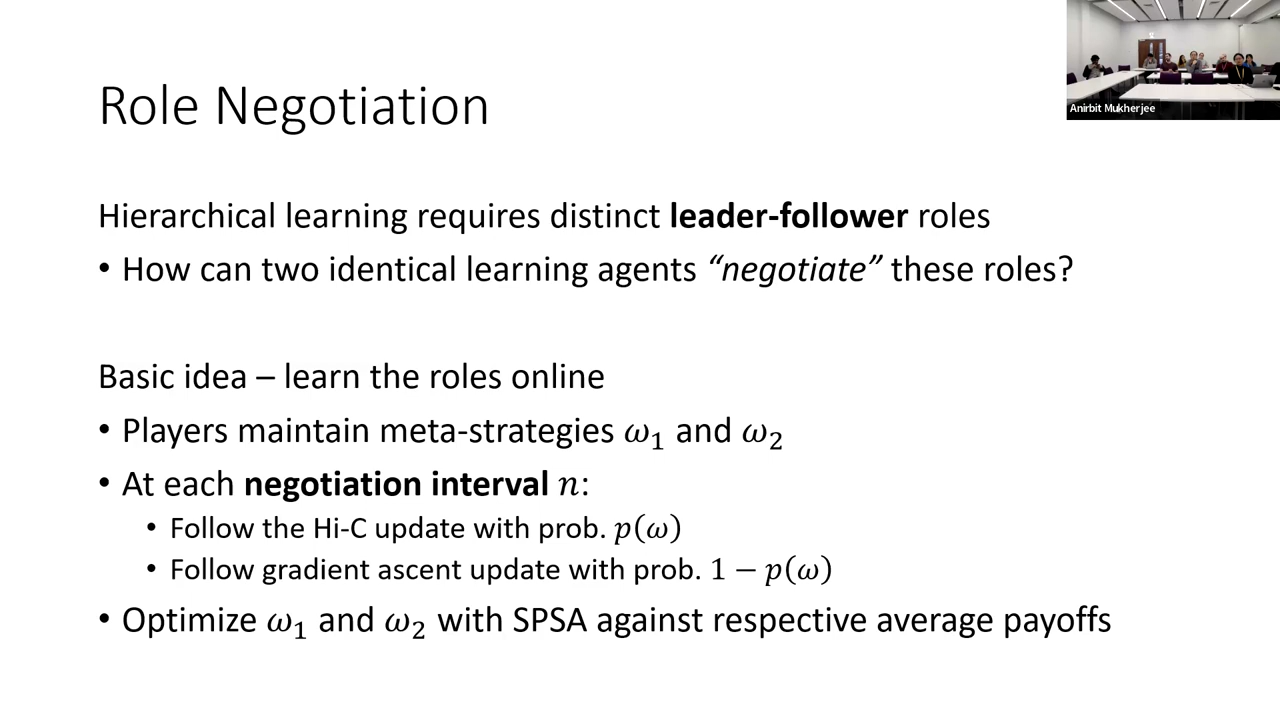 Anirbit Mukherjee
Role Negotiation
Hierarchical learning requires distinct leader-follower roles
• How can two identical learning agents “negotiate” these roles?
Basic idea – learn the roles online
• Players maintain meta-strategies ω₁ and ω₂
• At each negotiation interval n:
• Follow the Hi-C update with prob. p(ω)
• Follow gradient ascent update with prob. 1 − p(ω)
• Optimize ω₁ and ω₂ with SPSA against respective average payoffs